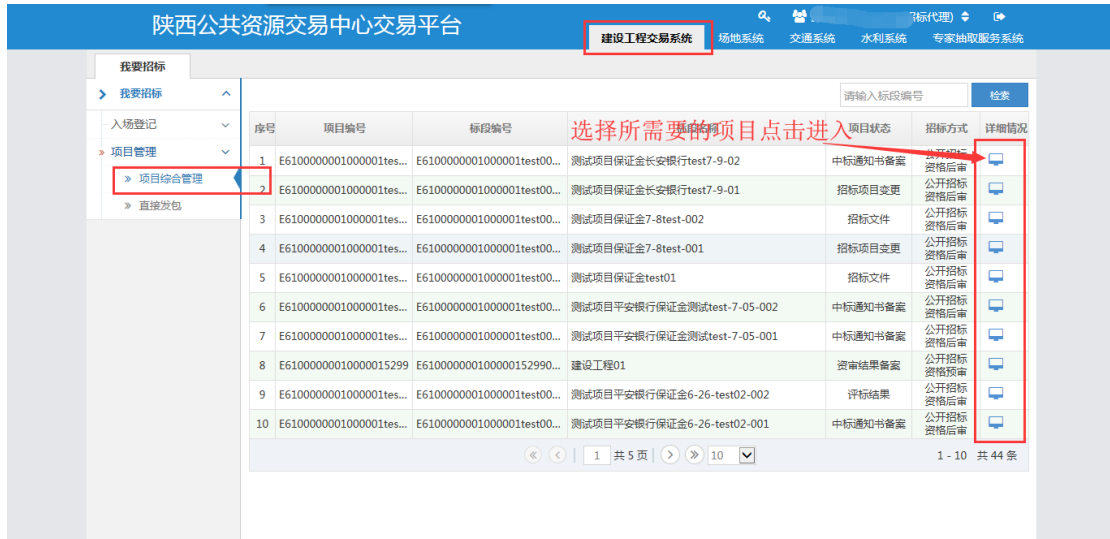 陕西公共资源交易中心交易平台
标代理)
建设工程交易系统 场地系统 交通系统 水利系统 专家抽取服务系统
我要招标
我要招标
入场登记
项目管理
项目综合管理
直接发包
请输入标段编号 检索
选择所需要的项目点击进入
序号 项目编号 标段编号 项目状态 招标方式 详细情况
1 E6100000001000001tes... E6100000001000001test00... 测试项目保证金长安银行test7-9-02 中标通知书备案 公开招标 资格后审
2 E6100000001000001tes... E6100000001000001test00... 测试项目保证金长安银行test7-9-01 招标项目变更 公开招标 资格后审
3 E6100000001000001tes... E6100000001000001test00... 测试项目保证金7-8test-002 招标文件 公开招标 资格后审
4 E6100000001000001tes... E6100000001000001test00... 测试项目保证金7-8test-001 招标项目变更 公开招标 资格后审
5 E6100000001000001tes... E6100000001000001test00... 测试项目保证金test01 招标文件 公开招标 资格后审
6 E6100000001000001tes... E6100000001000001test00... 测试项目平安银行保证金测试test-7-05-002 中标通知书备案 公开招标 资格后审
7 E6100000001000001tes... E6100000001000001test00... 测试项目平安银行保证金测试test-7-05-001 中标通知书备案 公开招标 资格后审
8 E6100000001000015299 E61000000010000152990... 建设工程01 资审结果备案 公开招标 资格预审
9 E6100000001000001tes... E6100000001000001test00... 测试项目平安银行保证金6-26-test02-002 评标结果 公开招标 资格后审
10 E6100000001000001tes... E6100000001000001test00... 测试项目平安银行保证金6-26-test02-001 中标通知书备案 公开招标 资格后审
1 共 5 页 10 1 - 10 共 44 条